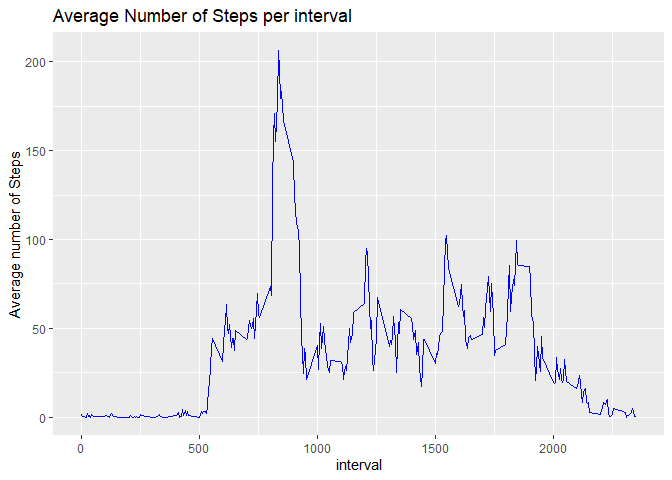 Average Number of Steps per interval
Average number of Steps
200
150
100
50
0
0 500 1000 1500 2000
interval